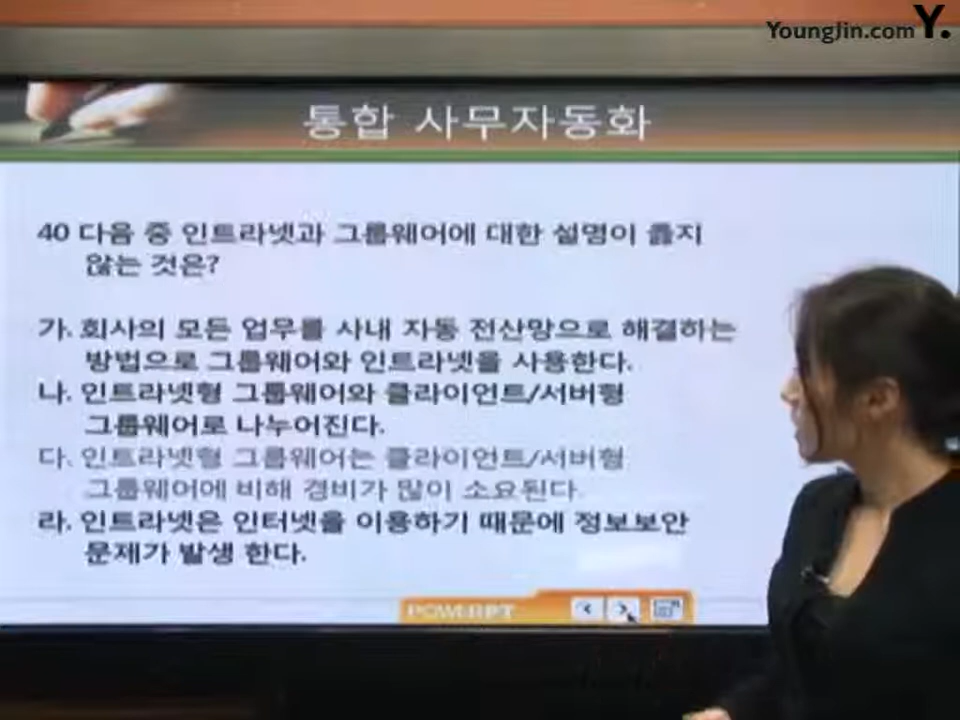 YoungJin.com Y.
통합 사무자동화
40 다음 중 인트라넷과 그룹웨어에 대한 설명이 옳지
않는 것은?
가. 회사의 모든 업무를 사내 자동 전산망으로 해결하는
방법으로 그룹웨어와 인트라넷을 사용한다.
나. 인트라넷형 그룹웨어와 클라이언트/서버형
그룹웨어로 나누어진다.
다. 인트라넷형 그룹웨어는 클라이언트/서버형
그룹웨어에 비해 경비가 많이 소요된다.
라. 인트라넷은 인터넷을 이용하기 때문에 정보보안
문제가 발생 한다.
POWERPT